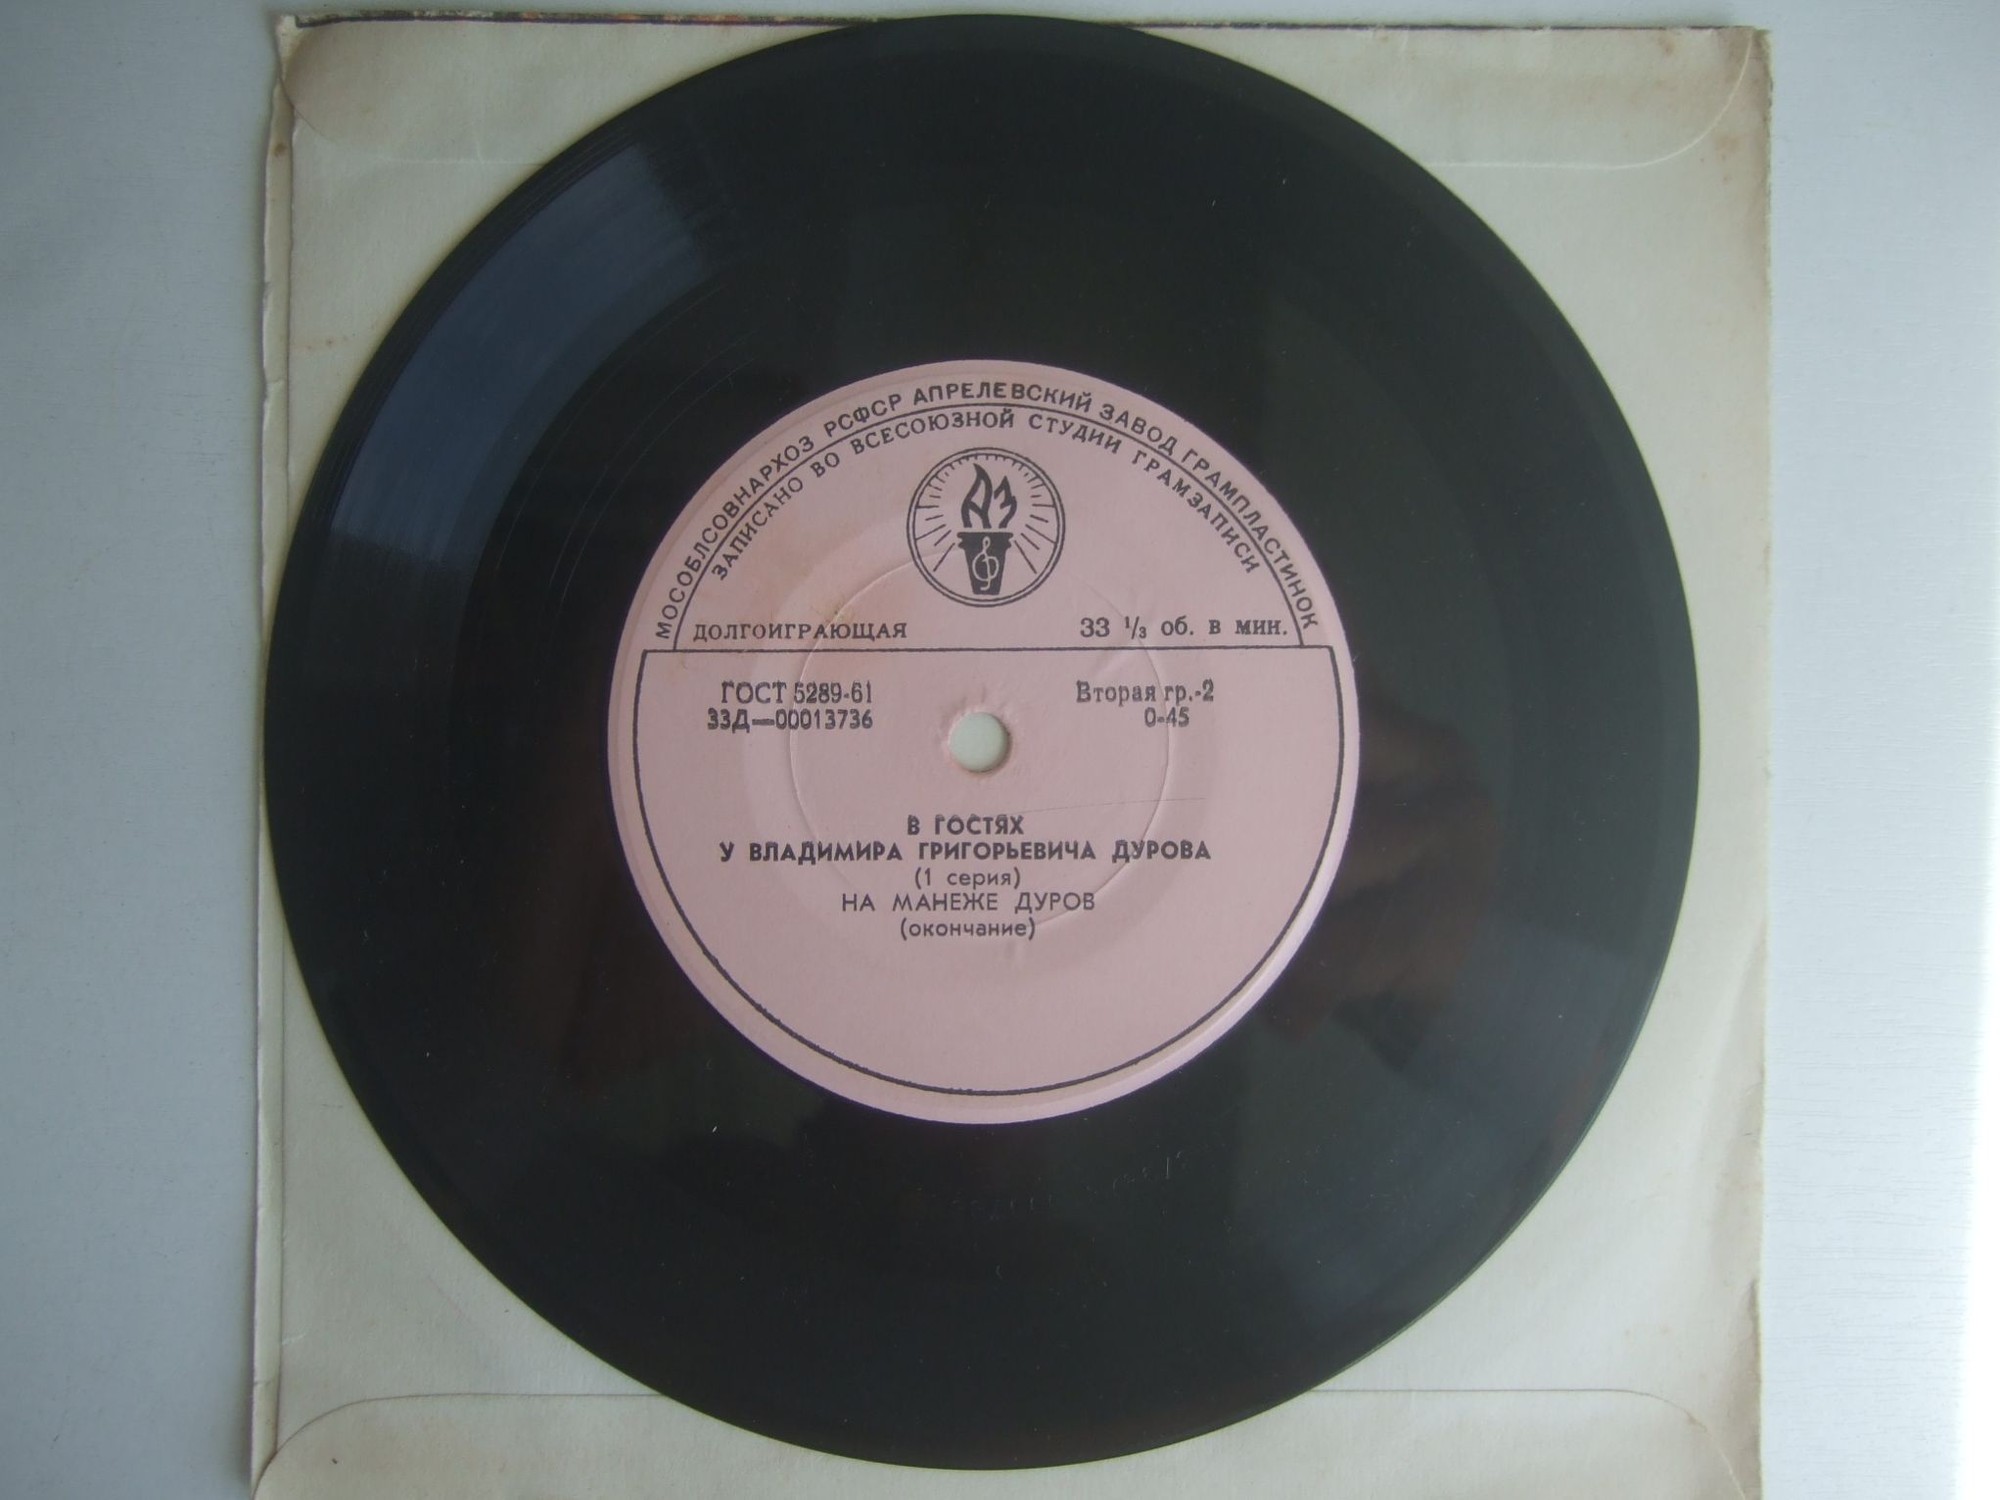 МОСОБЛСОВНАРХОЗ РСФСР АПРЕЛЕВСКИЙ ЗАВОД ГРАМПЛАСТИНОК
ЗАПИСАНО ВО ВСЕСОЮЗНОЙ СТУДИИ ГРАМЗАПИСИ
АЗ
ДОЛГОИГРАЮЩАЯ 33 ⅓ об. в мин.
ГОСТ 5289-61 Вторая гр.-2
33Д—00013736 0-45
В ГОСТЯХ
У ВЛАДИМИРА ГРИГОРЬЕВИЧА ДУРОВА
(1 серия)
НА МАНЕЖЕ ДУРОВ
(окончание)